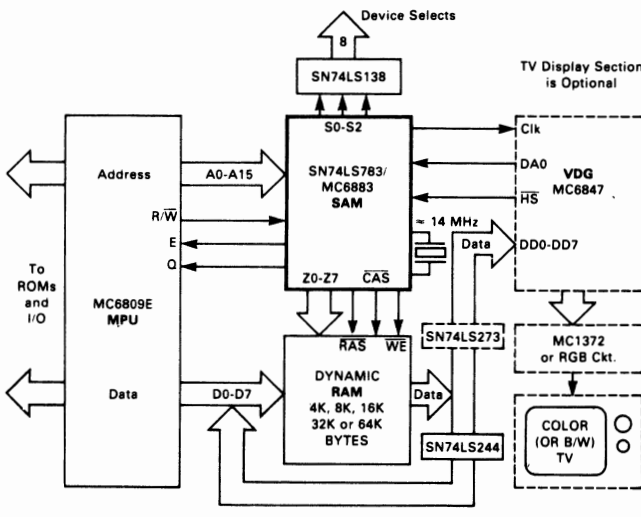 Device Selects
8
SN74LS138
TV Display Section
is Optional
S0-S2
SN74LS783/
MC6883
SAM
Clk
DA0
VDG
MC6847
HS
DD0-DD7
Address
A0-A15
R/W
E
Q
≈ 14 MHz
Data
Z0-Z7
CAS
To
ROMs
and
I/O
MC6809E
MPU
RAS
WE
SN74LS273
MC1372
or RGB Ckt.
Data
D0-D7
DYNAMIC
RAM
4K, 8K, 16K
32K or 64K
BYTES
Data
SN74LS244
COLOR
(OR B/W)
TV